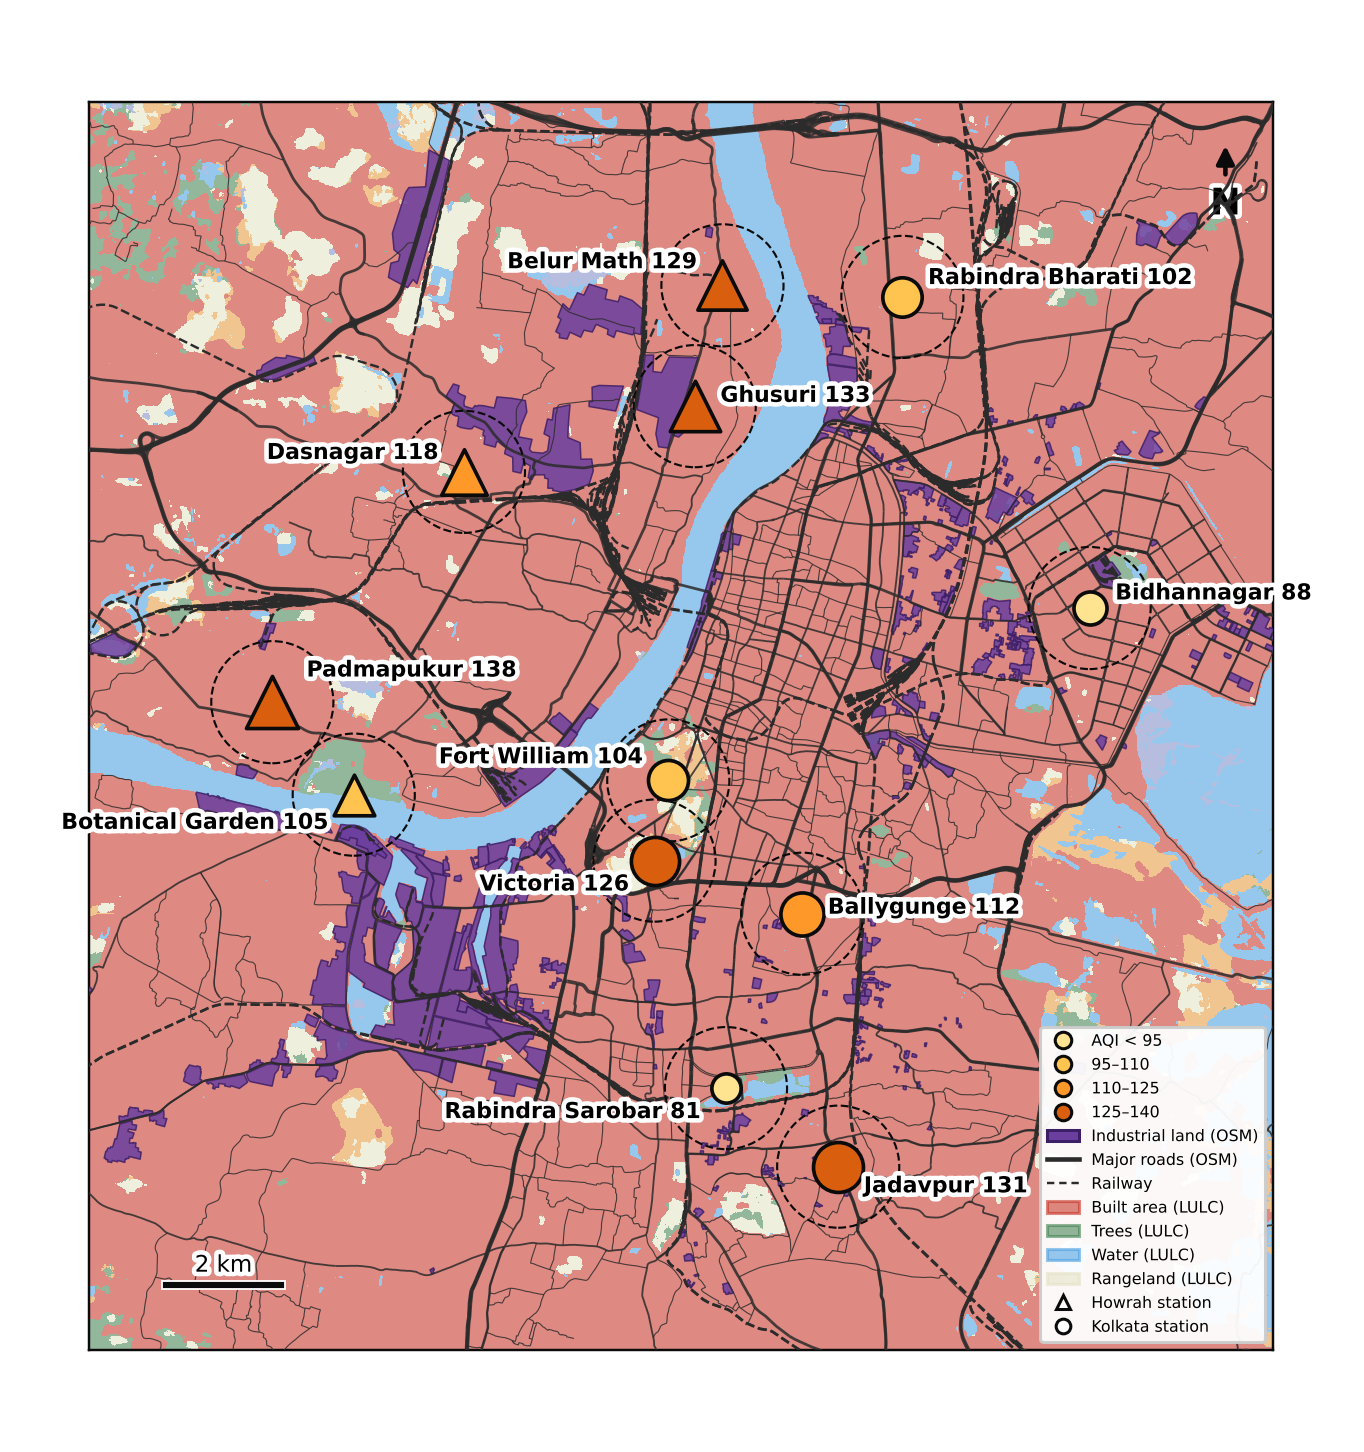 N
Belur Math 129
Rabindra Bharati 102
Ghusuri 133
Dasnagar 118
Bidhannagar 88
Padmapukur 138
Fort William 104
Botanical Garden 105
Victoria 126
Ballygunge 112
Rabindra Sarobar 81
Jadavpur 131
2 km
AQI < 95
95–110
110–125
125–140
Industrial land (OSM)
Major roads (OSM)
Railway
Built area (LULC)
Trees (LULC)
Water (LULC)
Rangeland (LULC)
Howrah station
Kolkata station